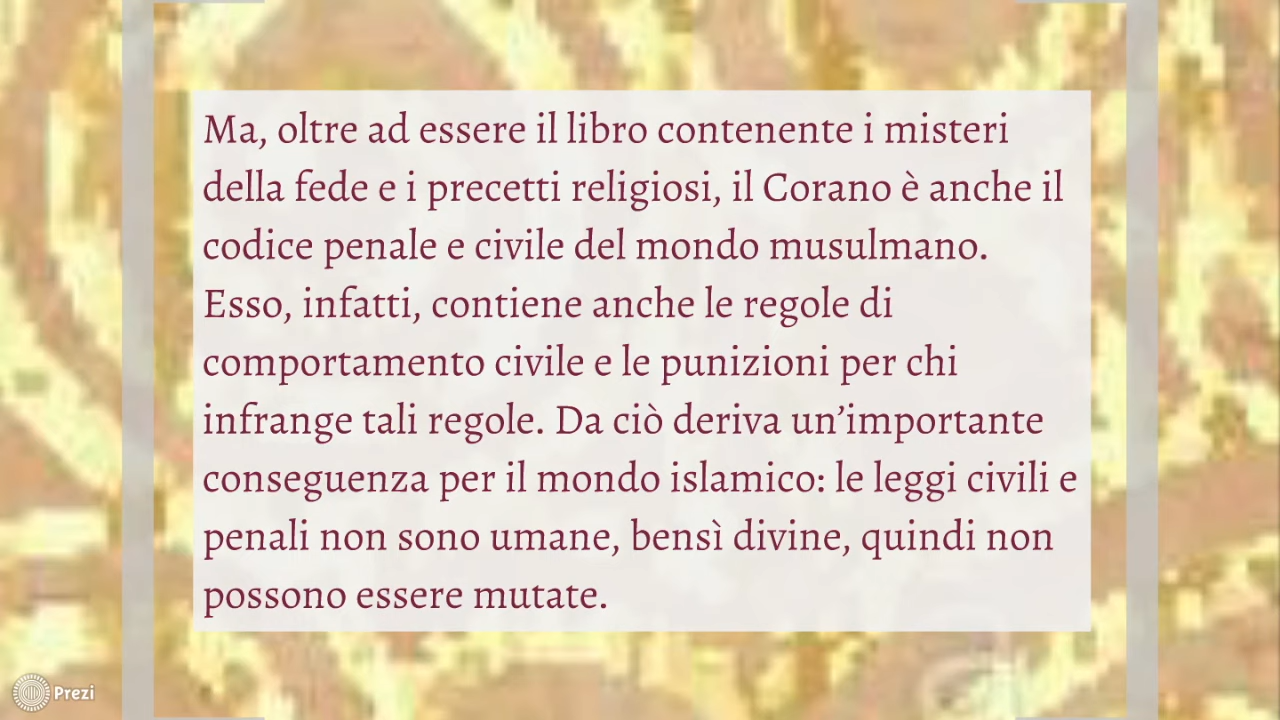 Ma, oltre ad essere il libro contenente i misteri
della fede e i precetti religiosi, il Corano è anche il
codice penale e civile del mondo musulmano.
Esso, infatti, contiene anche le regole di
comportamento civile e le punizioni per chi
infrange tali regole. Da ciò deriva un’importante
conseguenza per il mondo islamico: le leggi civili e
penali non sono umane, bensì divine, quindi non
possono essere mutate.
Prezi